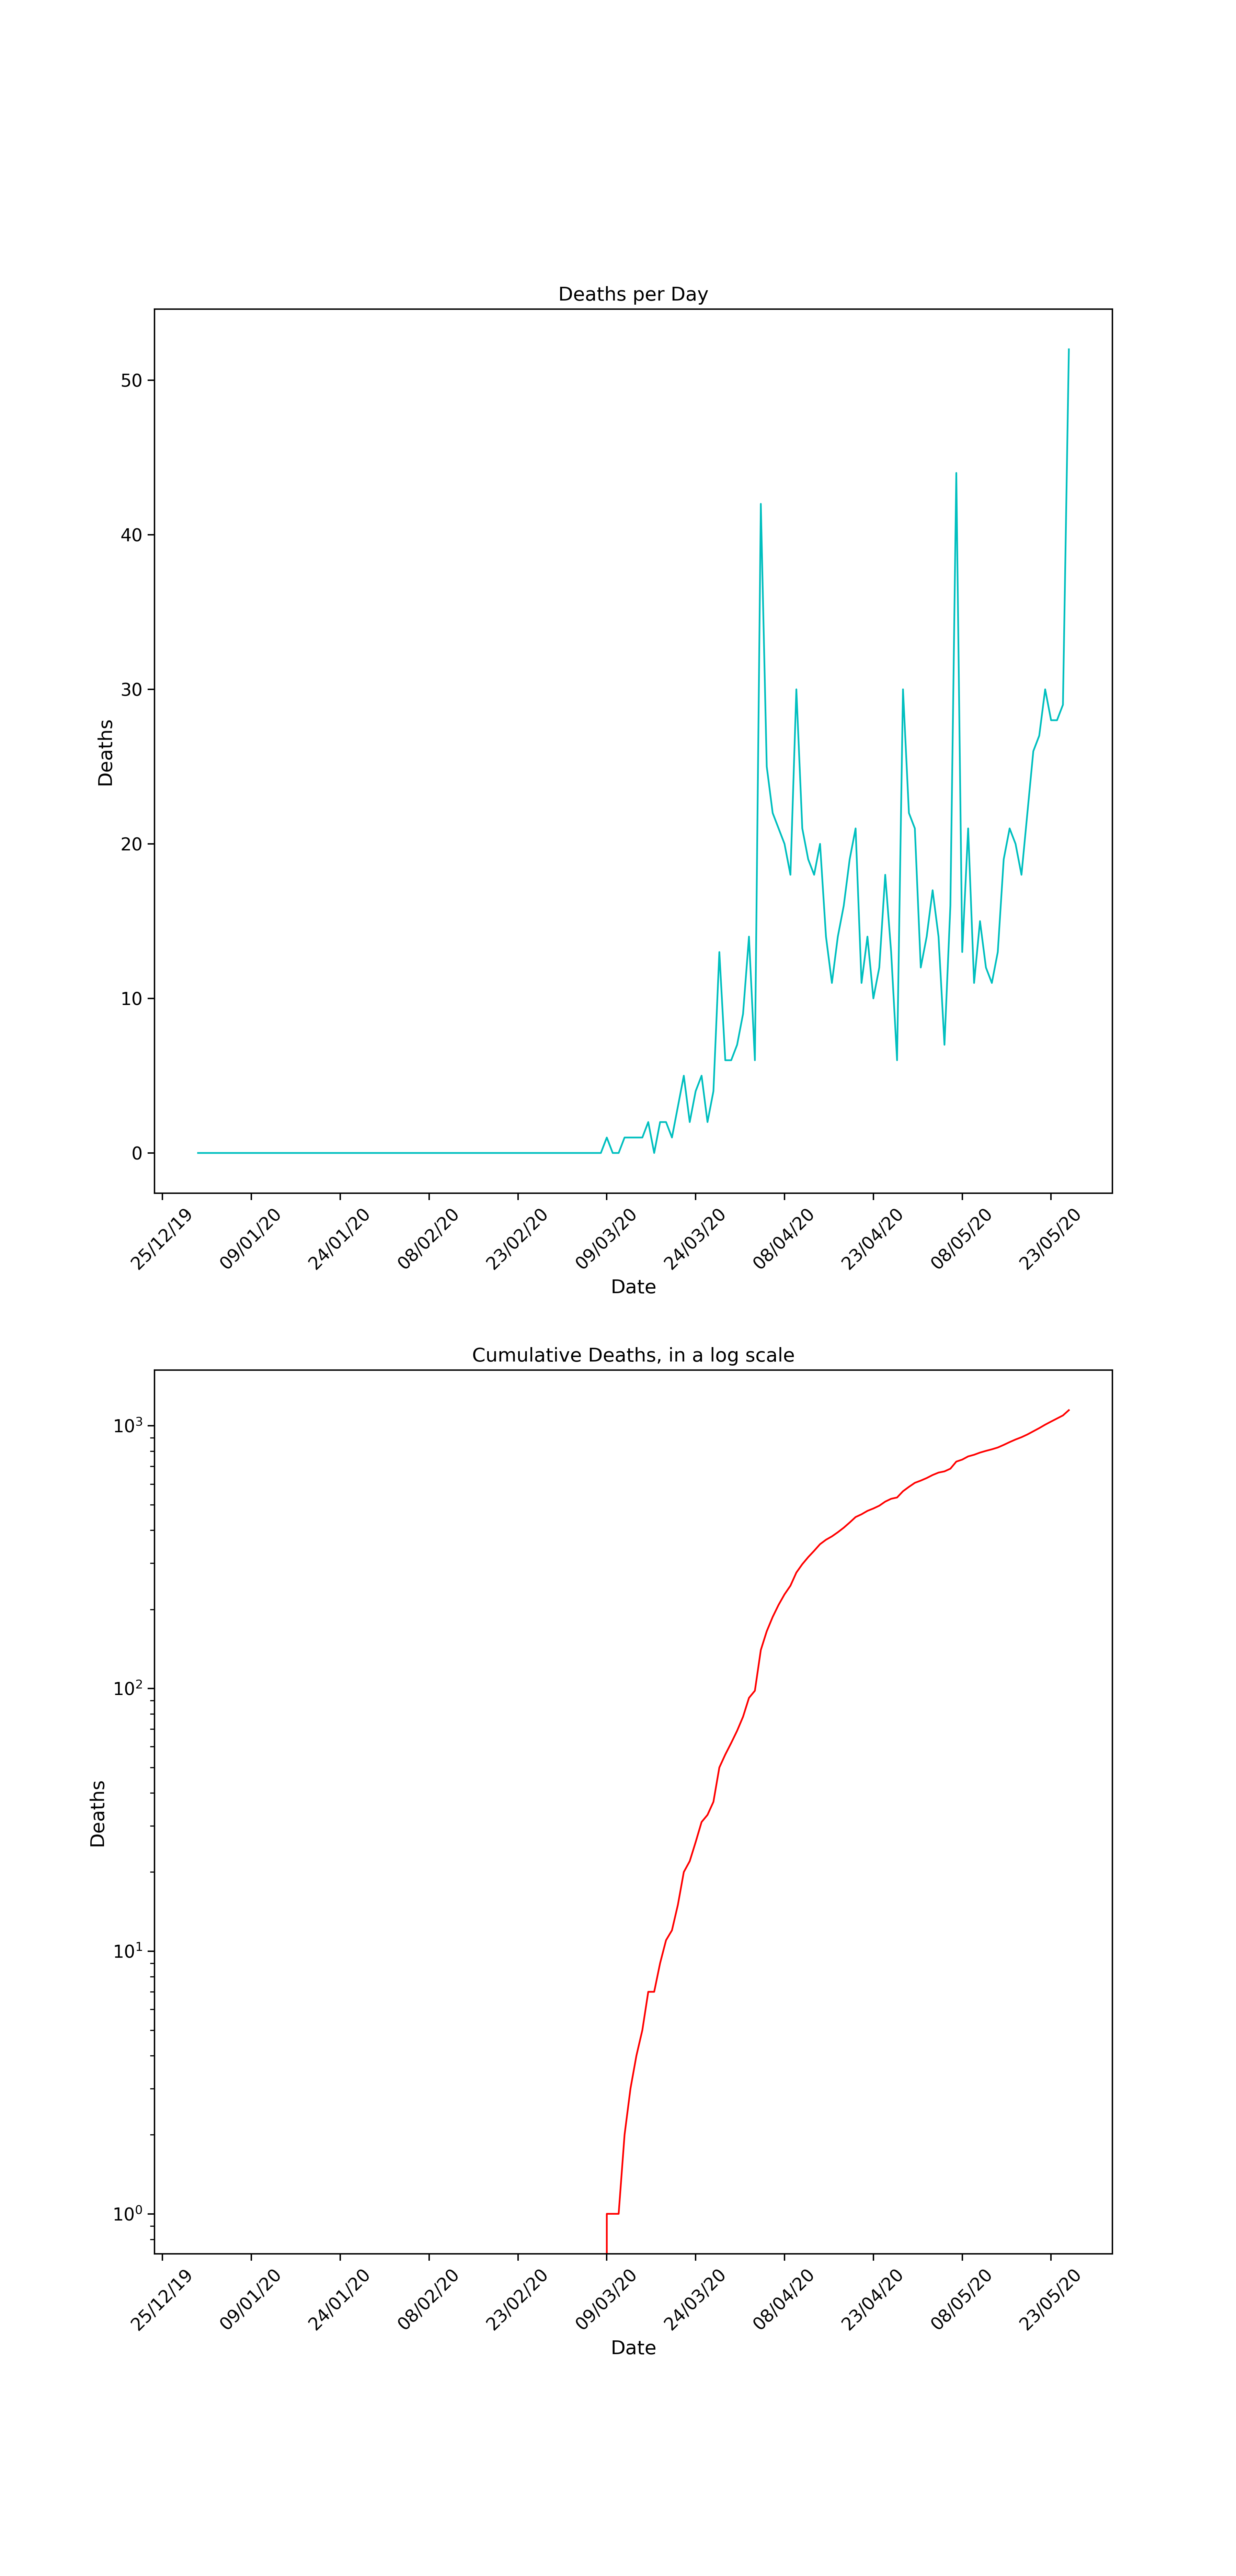 Deaths per Day
50
40
30
20
10
0
Deaths
25/12/19 09/01/20 24/01/20 08/02/20 23/02/20 09/03/20 24/03/20 08/04/20 23/04/20 08/05/20 23/05/20
Date
Cumulative Deaths, in a log scale
10³
10²
10¹
10⁰
Deaths
25/12/19 09/01/20 24/01/20 08/02/20 23/02/20 09/03/20 24/03/20 08/04/20 23/04/20 08/05/20 23/05/20
Date